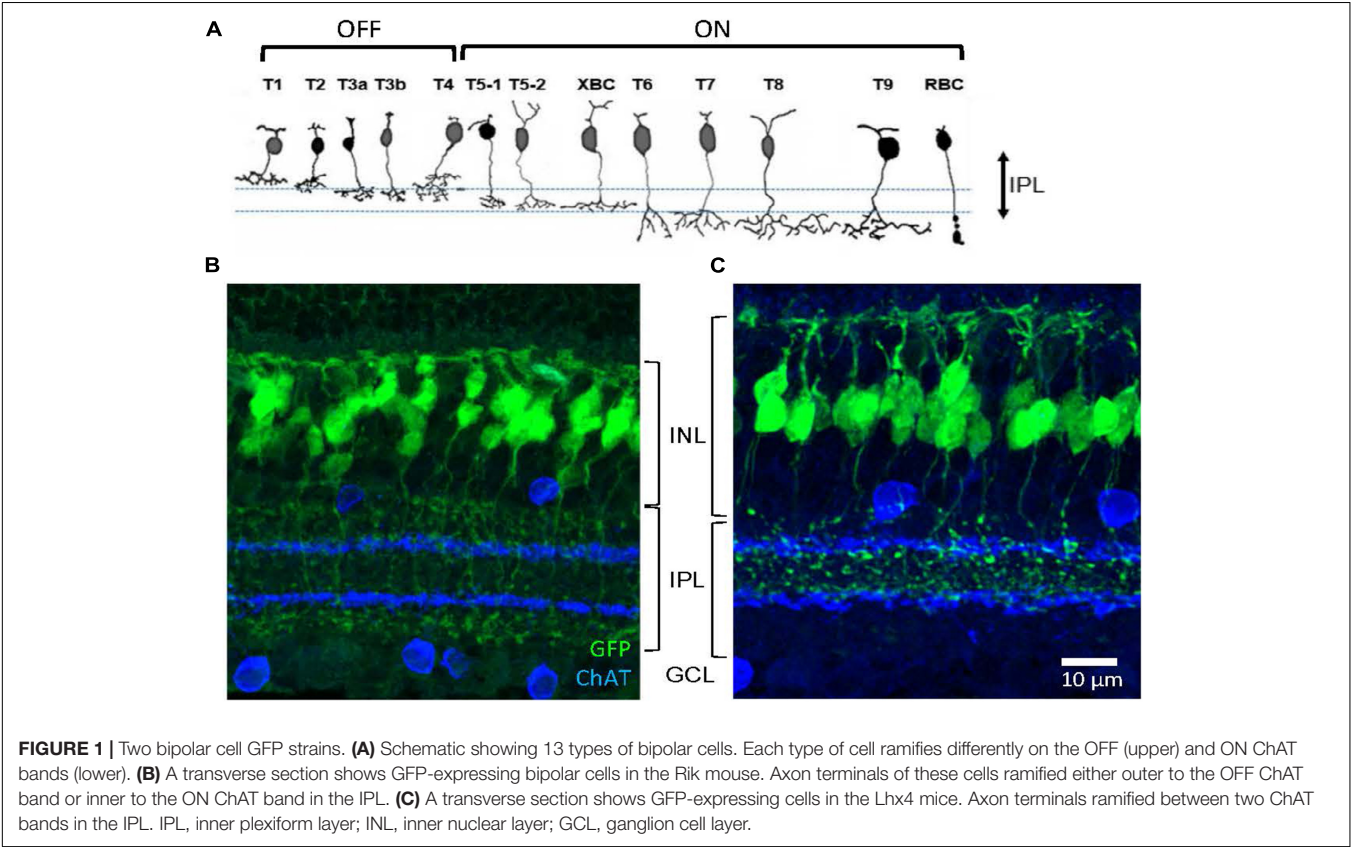 A
OFF ON
T1 T2 T3a T3b T4 T5-1 T5-2 XBC T6 T7 T8 T9 RBC
IPL
B C
INL
IPL
GFP
ChAT
GCL
10 μm
FIGURE 1 | Two bipolar cell GFP strains. (A) Schematic showing 13 types of bipolar cells. Each type of cell ramifies differently on the OFF (upper) and ON ChAT
bands (lower). (B) A transverse section shows GFP-expressing bipolar cells in the Rik mouse. Axon terminals of these cells ramified either outer to the OFF ChAT
band or inner to the ON ChAT band in the IPL. (C) A transverse section shows GFP-expressing cells in the Lhx4 mice. Axon terminals ramified between two ChAT
bands in the IPL. IPL, inner plexiform layer; INL, inner nuclear layer; GCL, ganglion cell layer.